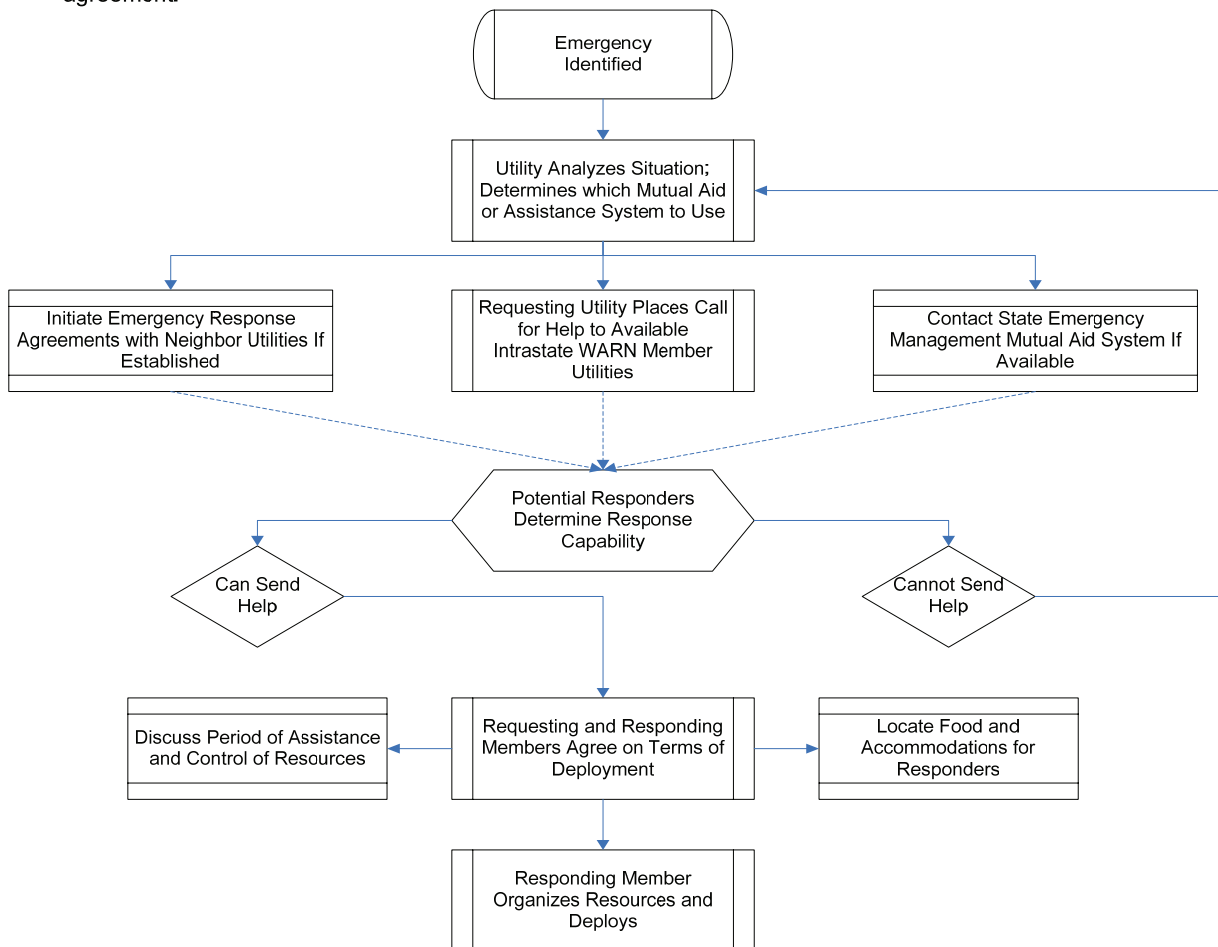 agreement.
Emergency
Identified
Utility Analyzes Situation;
Determines which Mutual Aid
or Assistance System to Use
Initiate Emergency Response
Agreements with Neighbor Utilities If
Established
Requesting Utility Places Call
for Help to Available
Intrastate WARN Member
Utilities
Contact State Emergency
Management Mutual Aid System If
Available
Potential Responders
Determine Response
Capability
Can Send
Help
Cannot Send
Help
Discuss Period of Assistance
and Control of Resources
Requesting and Responding
Members Agree on Terms of
Deployment
Locate Food and
Accommodations for
Responders
Responding Member
Organizes Resources and
Deploys